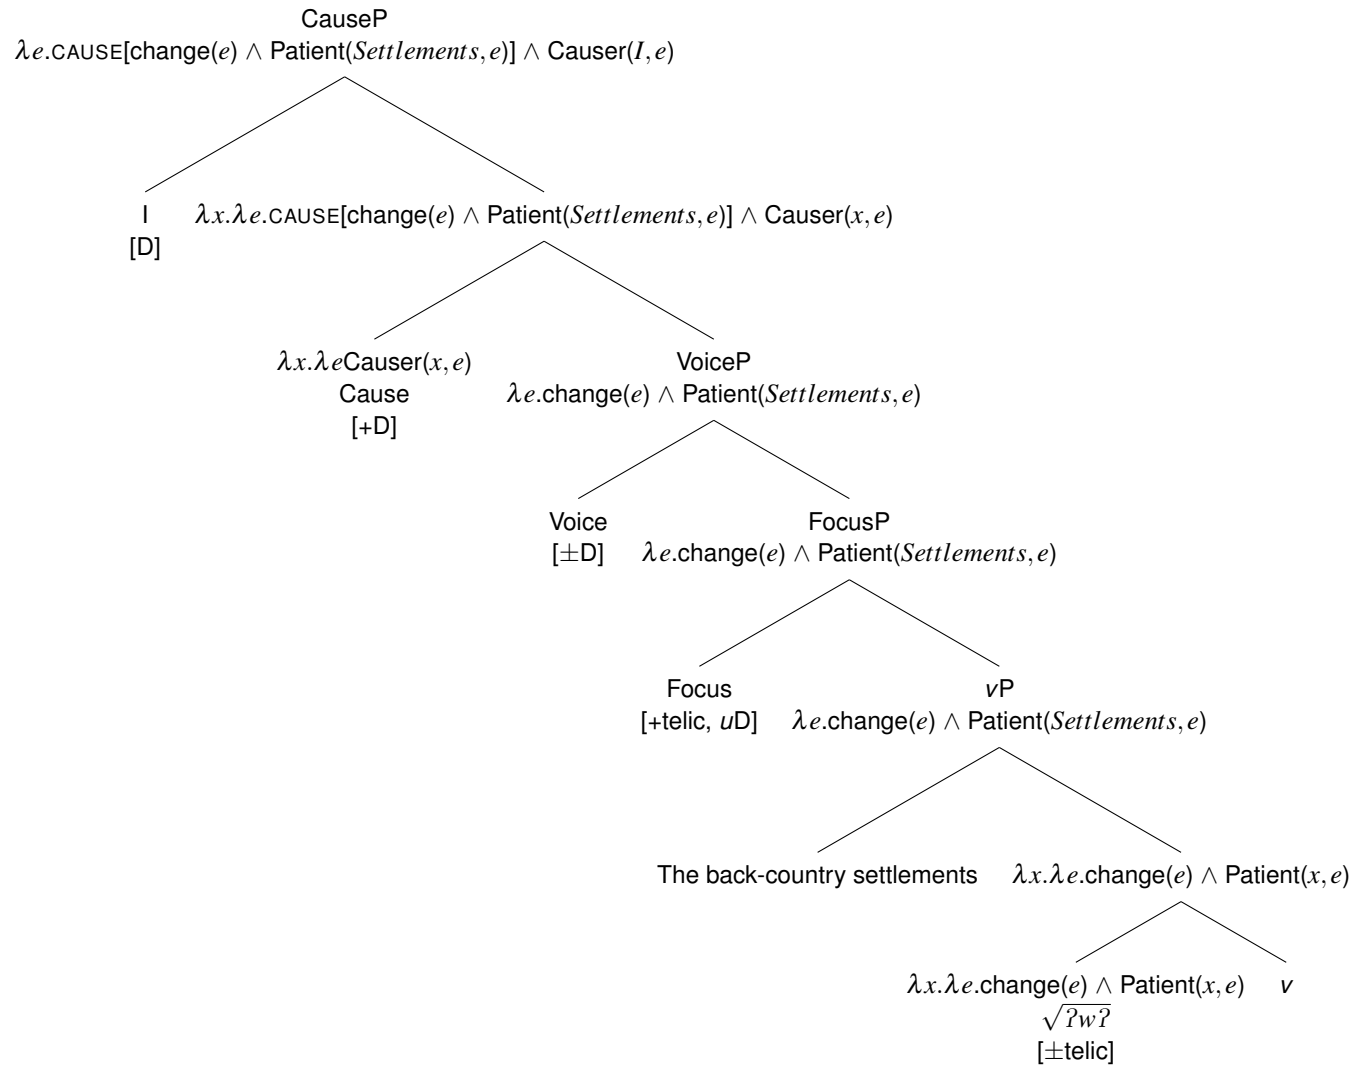 CauseP
λe.CAUSE[change(e) ∧ Patient(Settlements, e)] ∧ Causer(I, e)
I
[D]
λx.λe.CAUSE[change(e) ∧ Patient(Settlements, e)] ∧ Causer(x, e)
λx.λeCauser(x, e)
Cause
[+D]
VoiceP
λe.change(e) ∧ Patient(Settlements, e)
Voice
[±D]
FocusP
λe.change(e) ∧ Patient(Settlements, e)
Focus
[+telic, uD]
vP
λe.change(e) ∧ Patient(Settlements, e)
The back-country settlements
λx.λe.change(e) ∧ Patient(x, e)
λx.λe.change(e) ∧ Patient(x, e)
√?w?
[±telic]
v